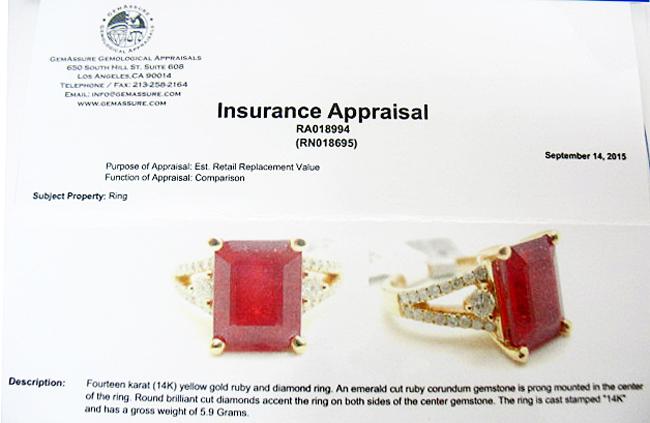 GEMASSURE
GEMOLOGICAL APPRAISALS
GEMASSURE GEMOLOGICAL APPRAISALS
650 SOUTH HILL ST. SUITE 608
LOS ANGELES,CA 90014
TELEPHONE / FAX: 213-258-2164
EMAIL: INFO@GEMASSURE.COM
WWW.GEMASSURE.COM
Insurance Appraisal
RA018994
(RN018695)
September 14, 2015
Purpose of Appraisal: Est. Retail Replacement Value
Function of Appraisal: Comparison
Subject Property: Ring
Description: Fourteen karat (14K) yellow gold ruby and diamond ring. An emerald cut ruby corundum gemstone is prong mounted in the center
of the ring. Round brilliant cut diamonds accent the ring on both sides of the center gemstone. The ring is cast stamped "14K"
and has a gross weight of 5.9 Grams.